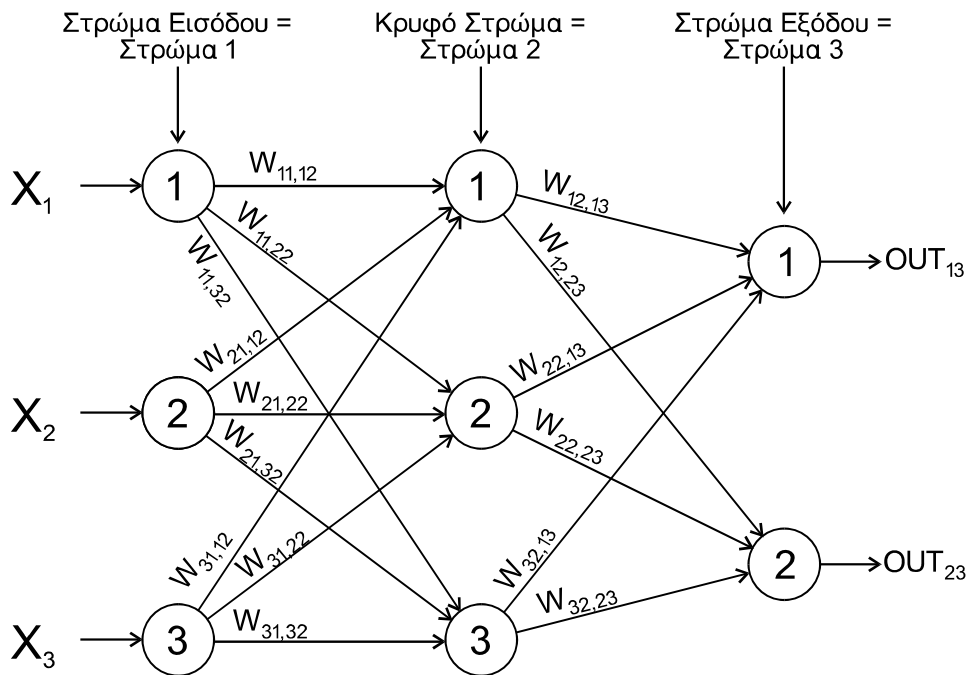 Στρώμα Εισόδου =
Στρώμα 1
Κρυφό Στρώμα =
Στρώμα 2
Στρώμα Εξόδου =
Στρώμα 3
X1
1
W11,12
1
W12,13
W11,22
W11,32
W12,23
1
OUT13
W21,12
W22,13
X2
2
W21,22
2
W21,32
W22,23
W31,12
W31,22
W32,13
2
OUT23
W32,23
X3
3
W31,32
3